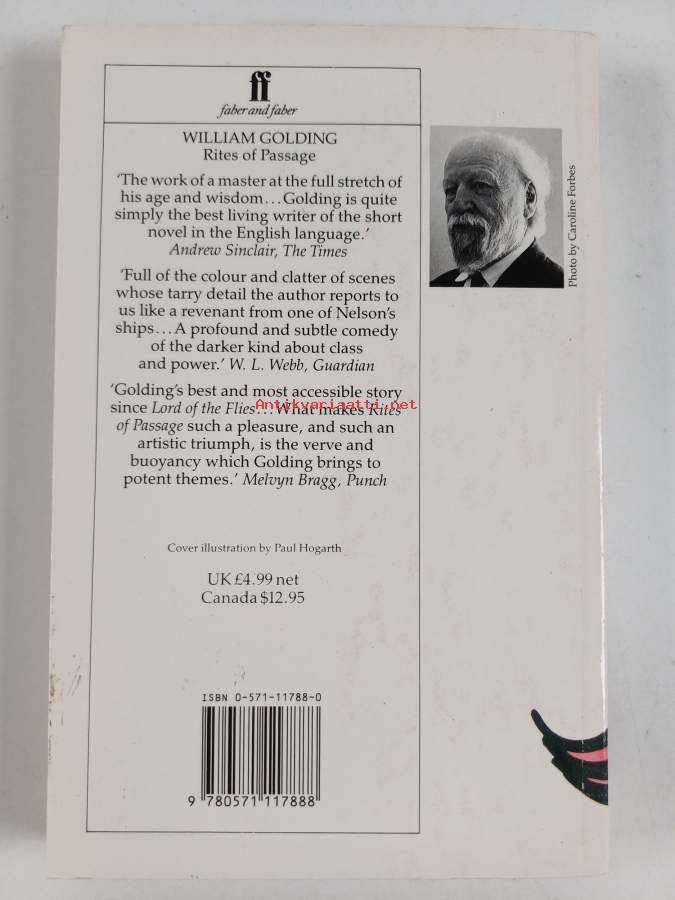 ff
faber and faber
WILLIAM GOLDING
Rites of Passage
‘The work of a master at the full stretch of
his age and wisdom…Golding is quite
simply the best living writer of the short
novel in the English language.’
Andrew Sinclair, The Times
‘Full of the colour and clatter of scenes
whose tarry detail the author reports to
us like a revenant from one of Nelson’s
ships…A profound and subtle comedy
of the darker kind about class
and power.’ W. L. Webb, Guardian
‘Golding’s best and most accessible story
since Lord of the Flies…What makes Rites
of Passage such a pleasure, and such an
artistic triumph, is the verve and
buoyancy which Golding brings to
potent themes.’ Melvyn Bragg, Punch
Cover illustration by Paul Hogarth
UK £4.99 net
Canada $12.95
ISBN 0-571-11788-0
9 780571 117888
Photo by Caroline Forbes
Antikvariaatti.net